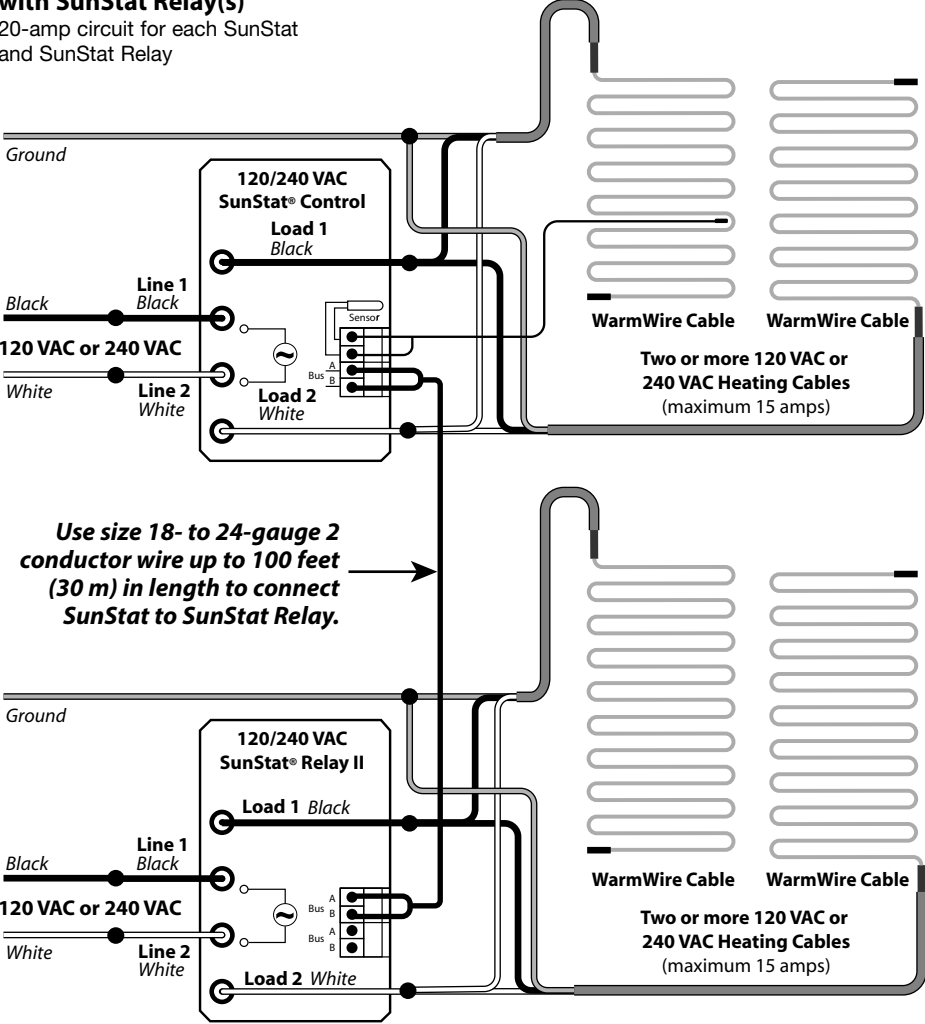 with SunStat Relay(s)
20-amp circuit for each SunStat
and SunStat Relay
Ground
120/240 VAC
SunStat® Control
Load 1
Black
Line 1
Black
Black
120 VAC or 240 VAC
White
Line 2
White
Load 2
White
Sensor
A
Bus
B
WarmWire Cable
WarmWire Cable
Two or more 120 VAC or
240 VAC Heating Cables
(maximum 15 amps)
Use size 18- to 24-gauge 2
conductor wire up to 100 feet
(30 m) in length to connect
SunStat to SunStat Relay.
Ground
120/240 VAC
SunStat® Relay II
Load 1 Black
Line 1
Black
Black
120 VAC or 240 VAC
White
Line 2
White
Load 2 White
A
Bus
B
A
Bus
B
WarmWire Cable
WarmWire Cable
Two or more 120 VAC or
240 VAC Heating Cables
(maximum 15 amps)